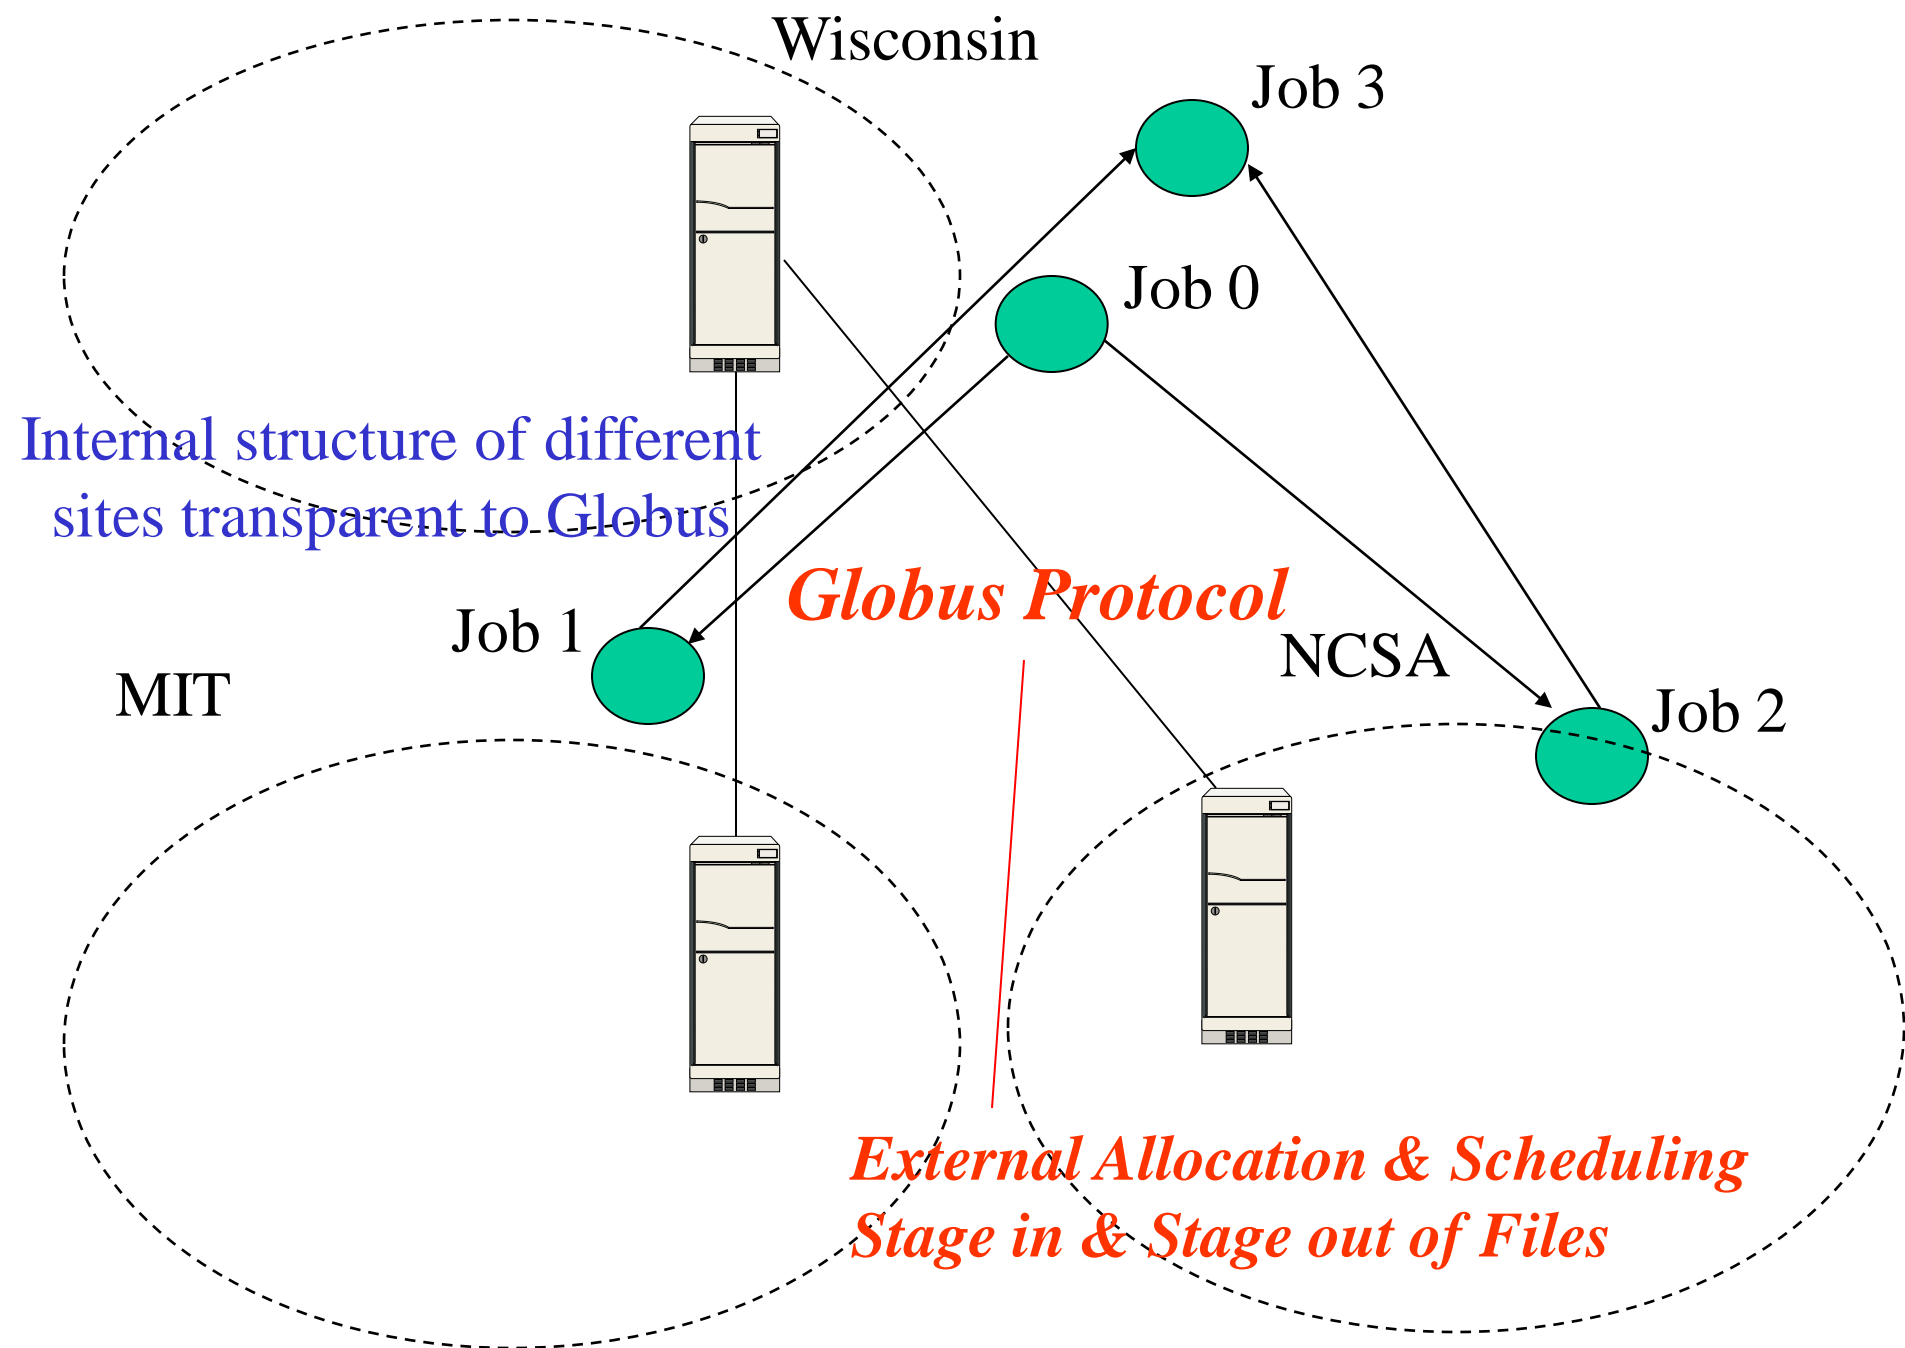 Wisconsin
Job 3
Job 0
Internal structure of different
sites transparent to Globus
Globus Protocol
Job 1
NCSA
MIT
Job 2
External Allocation & Scheduling
Stage in & Stage out of Files